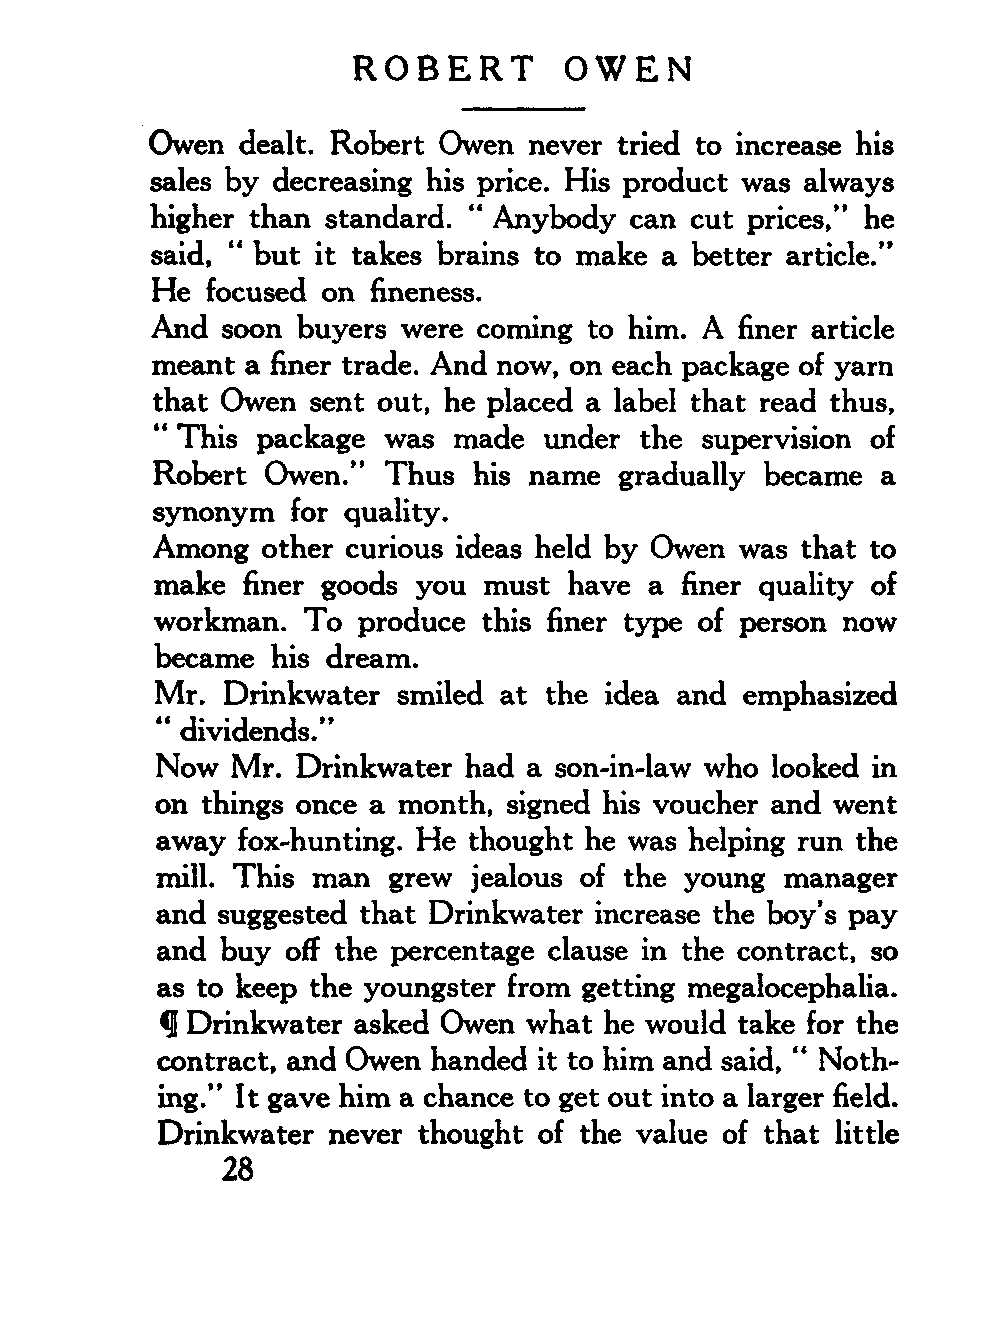 ROBERT OWEN
Owen dealt. Robert Owen never tried to increase his
sales by decreasing his price. His product was always
higher than standard. “ Anybody can cut prices,” he
said, “ but it takes brains to make a better article.”
He focused on fineness.
And soon buyers were coming to him. A finer article
meant a finer trade. And now, on each package of yarn
that Owen sent out, he placed a label that read thus,
“ This package was made under the supervision of
Robert Owen.” Thus his name gradually became a
synonym for quality.
Among other curious ideas held by Owen was that to
make finer goods you must have a finer quality of
workman. To produce this finer type of person now
became his dream.
Mr. Drinkwater smiled at the idea and emphasized
“ dividends.”
Now Mr. Drinkwater had a son-in-law who looked in
on things once a month, signed his voucher and went
away fox-hunting. He thought he was helping run the
mill. This man grew jealous of the young manager
and suggested that Drinkwater increase the boy's pay
and buy off the percentage clause in the contract, so
as to keep the youngster from getting megalocephalia.
¶ Drinkwater asked Owen what he would take for the
contract, and Owen handed it to him and said, “ Noth-
ing.” It gave him a chance to get out into a larger field.
Drinkwater never thought of the value of that little
28